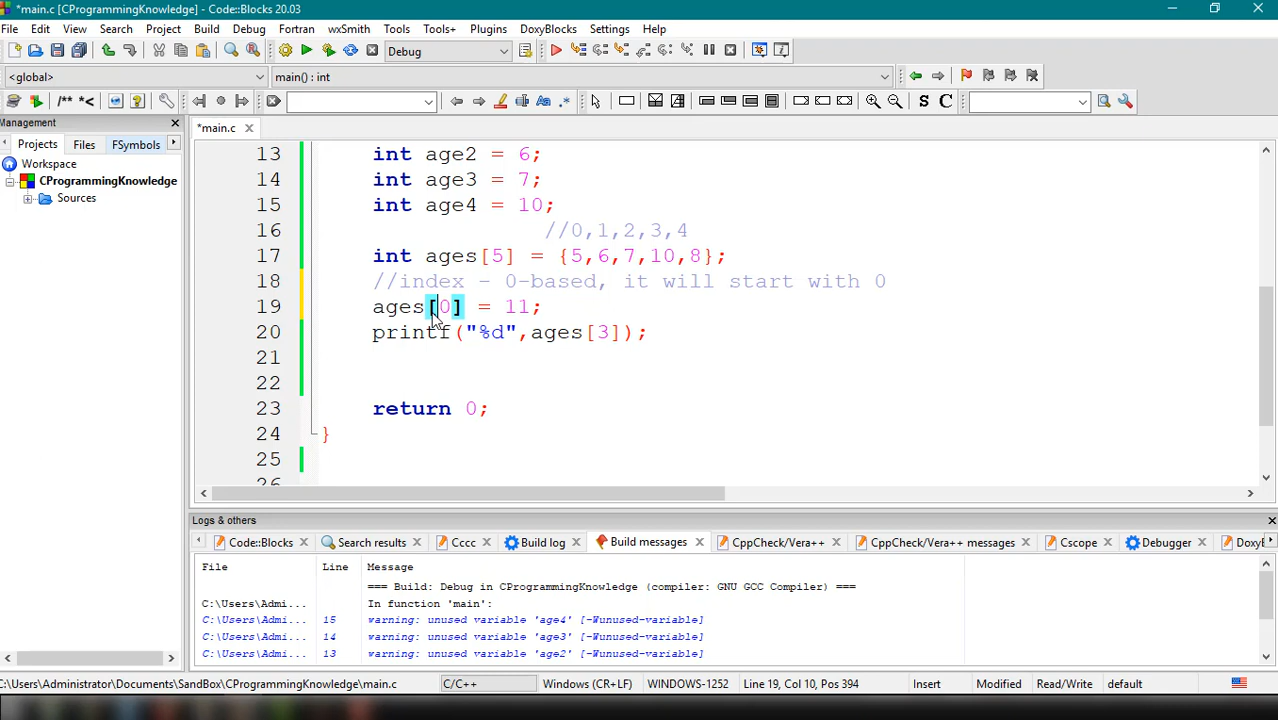 *main.c [CProgrammingKnowledge] - Code::Blocks 20.03
File Edit View Search Project Build Debug Fortran wxSmith Tools Tools+ Plugins DoxyBlocks Settings Help
Debug
<global> main() : int
/** *<
Aa .* S C
Management
*main.c
Projects Files FSymbols
Workspace
CProgrammingKnowledge
Sources
13 int age2 = 6;
14 int age3 = 7;
15 int age4 = 10;
16 //0,1,2,3,4
17 int ages[5] = {5,6,7,10,8};
18 //index - 0-based, it will start with 0
19 ages[0] = 11;
20 printf("%d",ages[3]);
21
22
23 return 0;
24 }
25
26
Logs & others
Code::Blocks Search results Cccc Build log Build messages CppCheck/Vera++ CppCheck/Vera++ messages Cscope Debugger DoxyB
File Line Message
=== Build: Debug in CProgrammingKnowledge (compiler: GNU GCC Compiler) ===
C:\Users\Admi... In function 'main':
C:\Users\Admi... 15 warning: unused variable 'age4' [-Wunused-variable]
C:\Users\Admi... 14 warning: unused variable 'age3' [-Wunused-variable]
C:\Users\Admi... 13 warning: unused variable 'age2' [-Wunused-variable]
C:\Users\Administrator\Documents\SandBox\CProgrammingKnowledge\main.c C/C++ Windows (CR+LF) WINDOWS-1252 Line 19, Col 10, Pos 394 Insert Modified Read/Write default